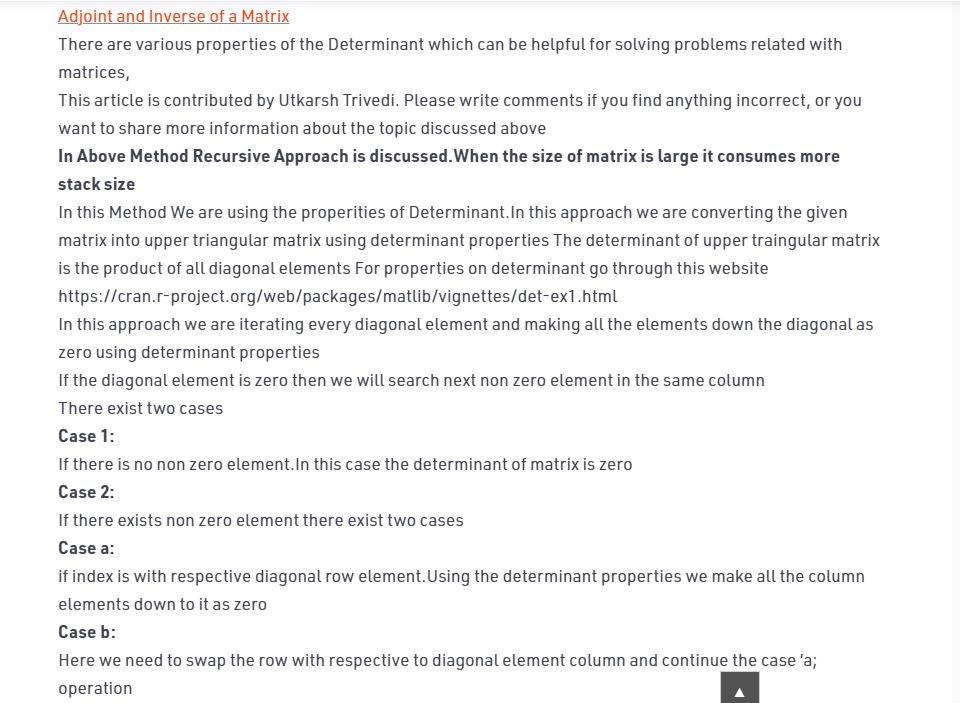 Adjoint and Inverse of a Matrix
There are various properties of the Determinant which can be helpful for solving problems related with
matrices,
This article is contributed by Utkarsh Trivedi. Please write comments if you find anything incorrect, or you
want to share more information about the topic discussed above
In Above Method Recursive Approach is discussed.When the size of matrix is large it consumes more
stack size
In this Method We are using the properities of Determinant.In this approach we are converting the given
matrix into upper triangular matrix using determinant properties The determinant of upper traingular matrix
is the product of all diagonal elements For properties on determinant go through this website
https://cran.r-project.org/web/packages/matlib/vignettes/det-ex1.html
In this approach we are iterating every diagonal element and making all the elements down the diagonal as
zero using determinant properties
If the diagonal element is zero then we will search next non zero element in the same column
There exist two cases
Case 1:
If there is no non zero element.In this case the determinant of matrix is zero
Case 2:
If there exists non zero element there exist two cases
Case a:
if index is with respective diagonal row element.Using the determinant properties we make all the column
elements down to it as zero
Case b:
Here we need to swap the row with respective to diagonal element column and continue the case ‘a;
operation